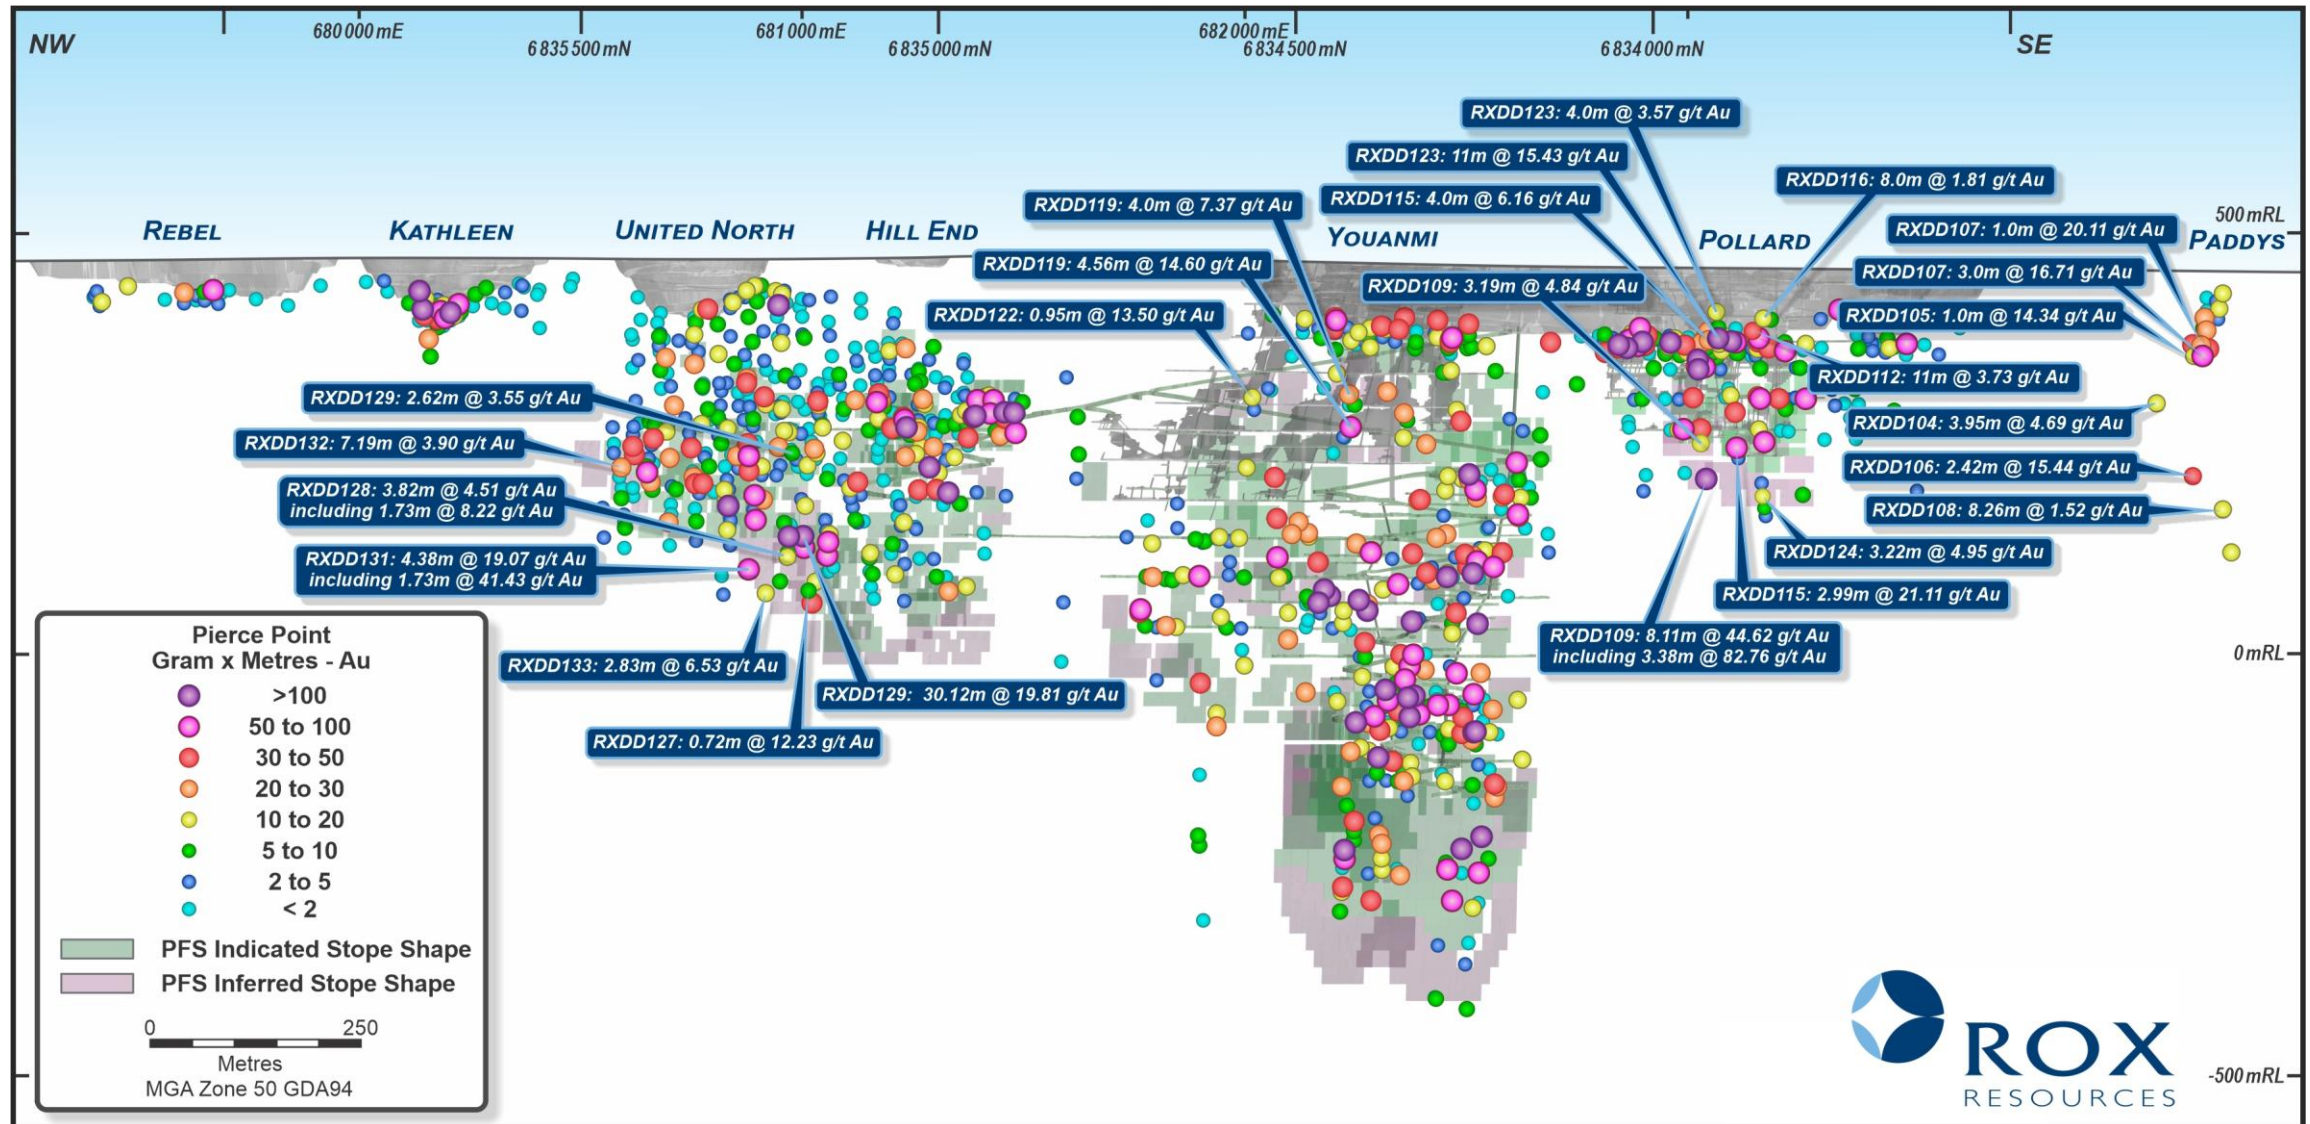 NW
680 000 mE
6 835 500 mN
681 000 mE
6 835 000 mN
682 000 mE
6 834 500 mN
6 834 000 mN
SE
500 mRL
0 mRL
-500 mRL
REBEL
KATHLEEN
UNITED NORTH
HILL END
YOUANMI
POLLARD
PADDYS
RXDD123: 4.0m @ 3.57 g/t Au
RXDD123: 11m @ 15.43 g/t Au
RXDD115: 4.0m @ 6.16 g/t Au
RXDD116: 8.0m @ 1.81 g/t Au
RXDD119: 4.0m @ 7.37 g/t Au
RXDD107: 1.0m @ 20.11 g/t Au
RXDD119: 4.56m @ 14.60 g/t Au
RXDD107: 3.0m @ 16.71 g/t Au
RXDD109: 3.19m @ 4.84 g/t Au
RXDD122: 0.95m @ 13.50 g/t Au
RXDD105: 1.0m @ 14.34 g/t Au
RXDD112: 11m @ 3.73 g/t Au
RXDD129: 2.62m @ 3.55 g/t Au
RXDD104: 3.95m @ 4.69 g/t Au
RXDD132: 7.19m @ 3.90 g/t Au
RXDD106: 2.42m @ 15.44 g/t Au
RXDD128: 3.82m @ 4.51 g/t Au
including 1.73m @ 8.22 g/t Au
RXDD108: 8.26m @ 1.52 g/t Au
RXDD124: 3.22m @ 4.95 g/t Au
RXDD131: 4.38m @ 19.07 g/t Au
including 1.73m @ 41.43 g/t Au
RXDD115: 2.99m @ 21.11 g/t Au
RXDD109: 8.11m @ 44.62 g/t Au
including 3.38m @ 82.76 g/t Au
RXDD133: 2.83m @ 6.53 g/t Au
RXDD129: 30.12m @ 19.81 g/t Au
RXDD127: 0.72m @ 12.23 g/t Au
Pierce Point
Gram x Metres - Au
>100
50 to 100
30 to 50
20 to 30
10 to 20
5 to 10
2 to 5
< 2
PFS Indicated Stope Shape
PFS Inferred Stope Shape
0 250
Metres
MGA Zone 50 GDA94
ROX
RESOURCES